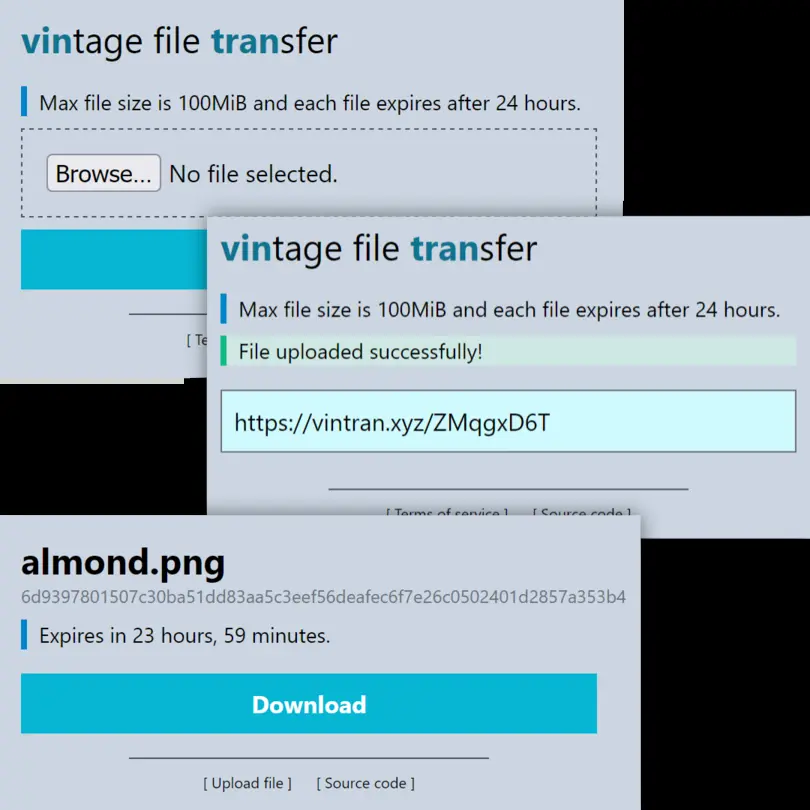 vintage file transfer
Max file size is 100MiB and each file expires after 24 hours.
Browse... No file selected.
[ Te
vintage file transfer
Max file size is 100MiB and each file expires after 24 hours.
File uploaded successfully!
https://vintran.xyz/ZMqgxD6T
[ Terms of service ] [ Source code ]
almond.png
6d9397801507c30ba51dd83aa5c3eef56deafec6f7e26c0502401d2857a353b4
Expires in 23 hours, 59 minutes.
Download
[ Upload file ] [ Source code ]